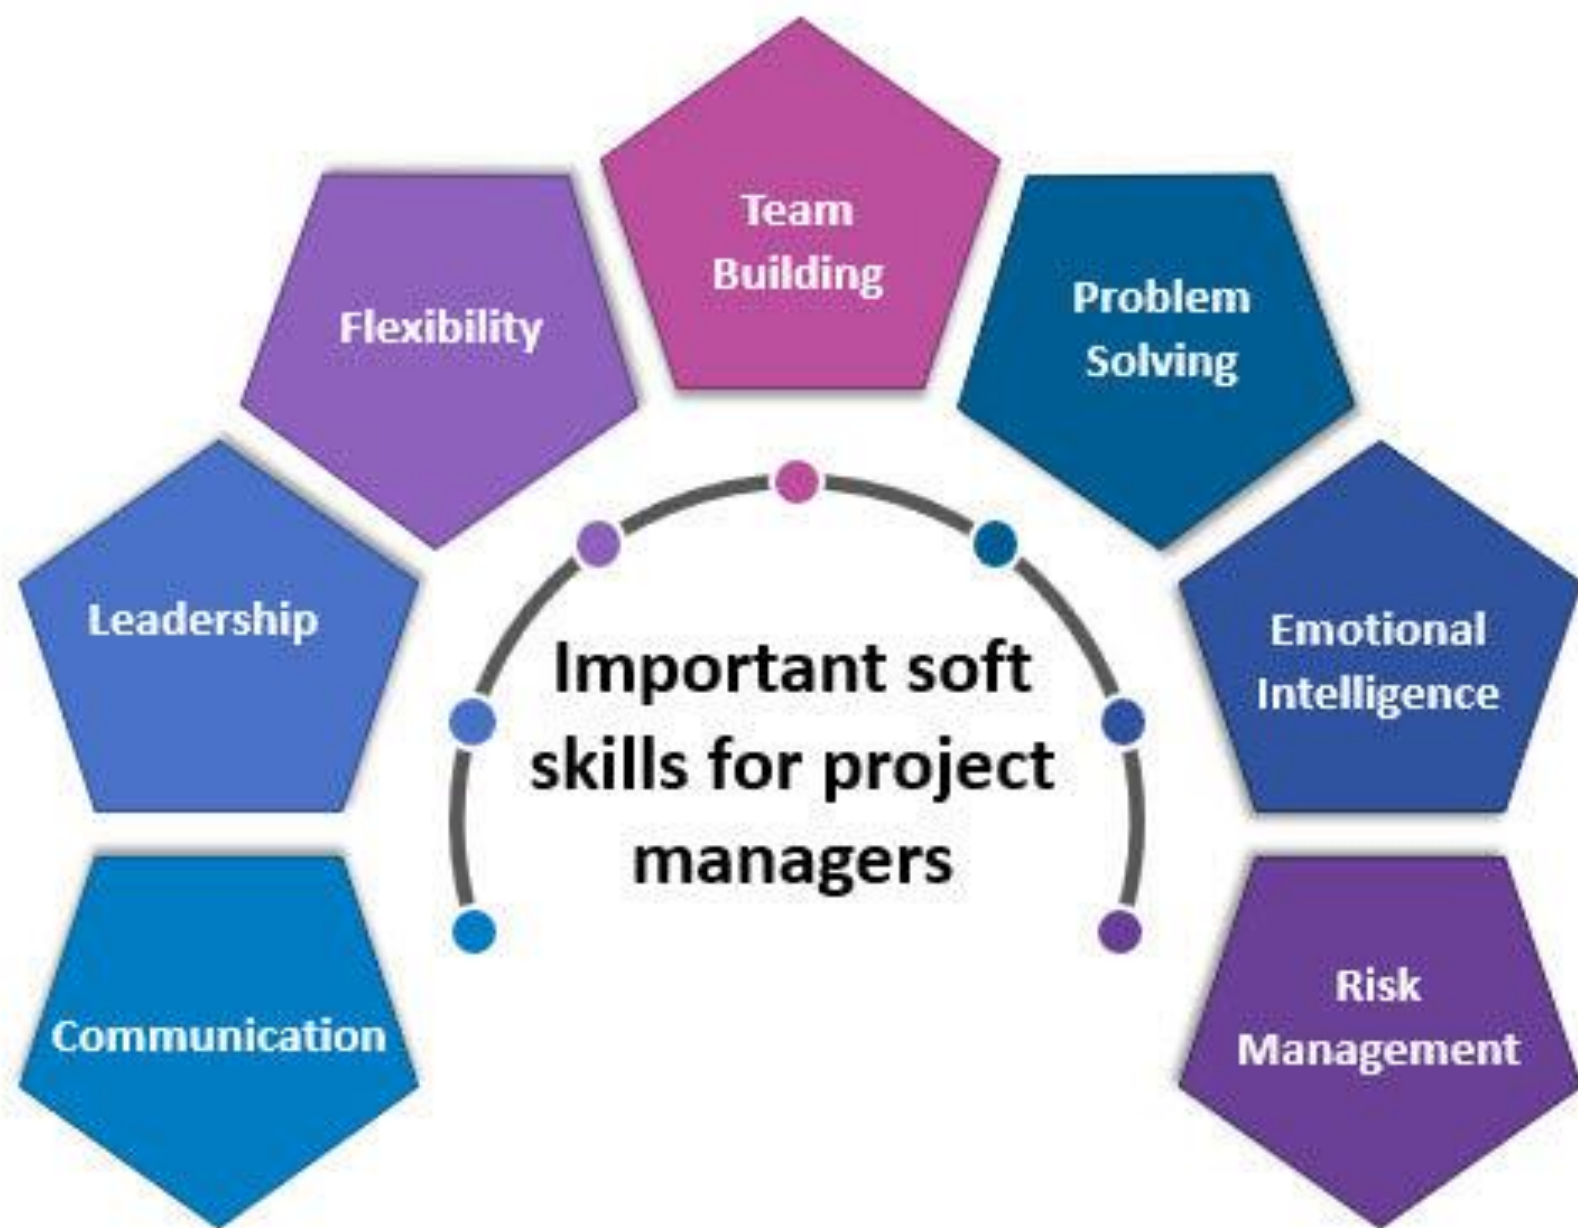 Team
Building
Flexibility
Problem
Solving
Leadership
Emotional
Intelligence
Important soft
skills for project
managers
Communication
Risk
Management